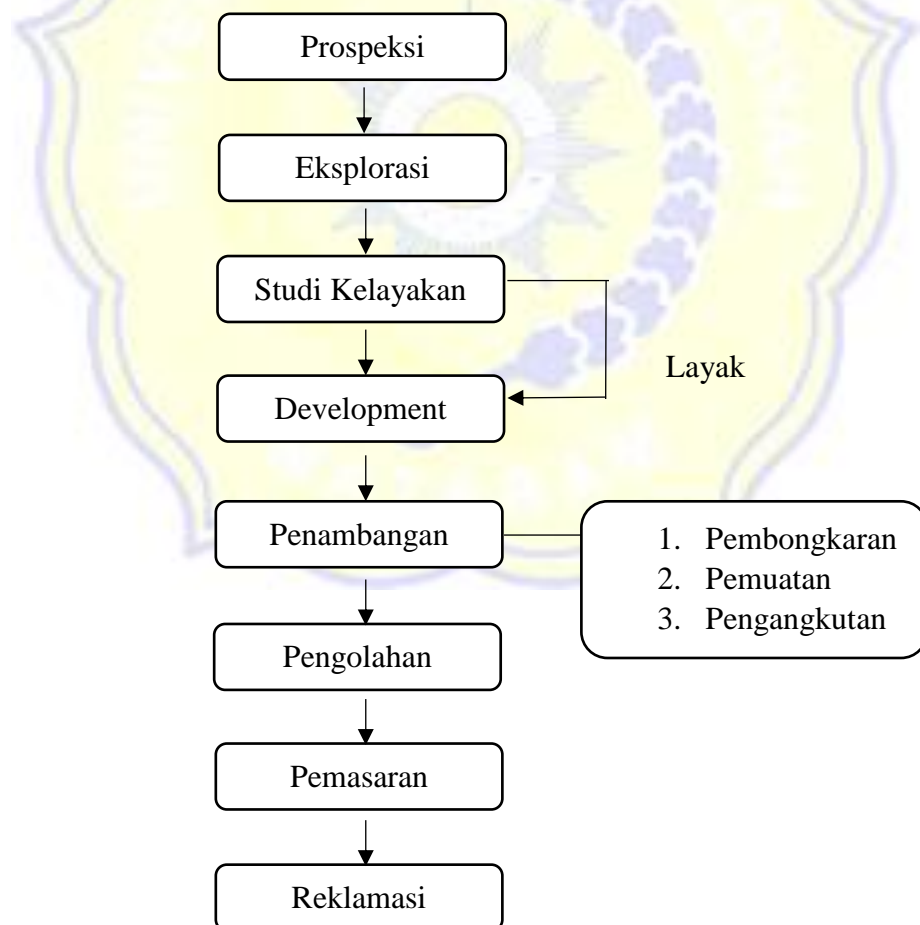 Prospeksi
Eksplorasi
Studi Kelayakan
Layak
Development
Penambangan
1. Pembongkaran
2. Pemuatan
3. Pengangkutan
Pengolahan
Pemasaran
Reklamasi